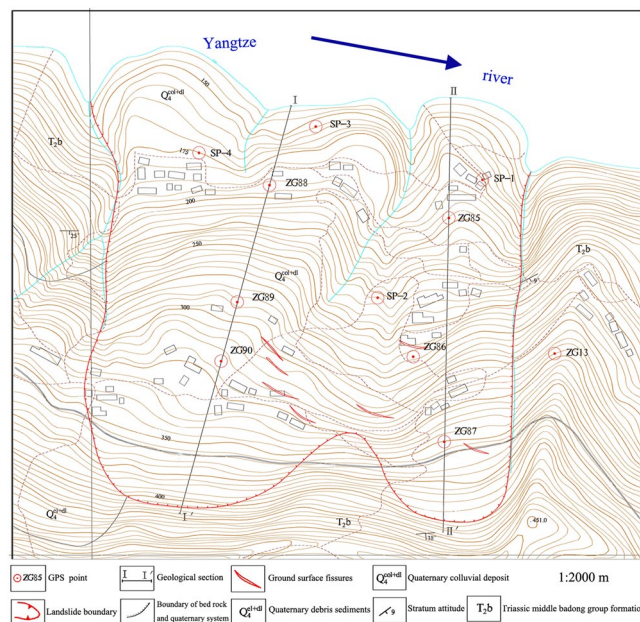 Yangtze
river
150
Q₄ᶜᵒˡ⁺ᵈˡ
I
II
SP-3
T₂b
175
SP-4
SP-1
ZG88
200
ZG85
25
250
T₂b
Q₄ᶜᵒˡ⁺ᵈˡ
9
ZG89
SP-2
300
ZG86
ZG90
ZG13
350
ZG87
400
Q₄ᵉˡ⁺ᵈˡ
I'
T₂b
451.0
II'
ZG85 GPS point
I I' Geological section
Ground surface fissures
Q₄ᶜᵒˡ⁺ᵈˡ Quaternary colluvial deposit
1:2000 m
Landslide boundary
Boundary of bed rock and quaternary system
Q₄ᵉˡ⁺ᵈˡ Quaternary debris sediments
9 Stratum attitude
T₂b Triassic middle badong group formation